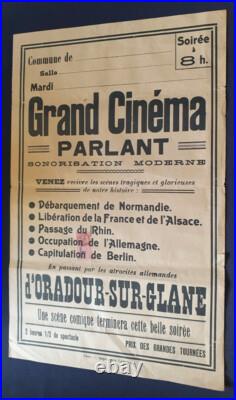 Commune de
Salle
Mardi
Soirée
à
8 h.
Grand Cinéma
PARLANT
SONORISATION MODERNE
VENEZ revivre les scènes tragiques et glorieuses
de notre histoire :
● Débarquement de Normandie.
● Libération de la France et de l'Alsace.
● Passage du Rhin.
● Occupation de l'Allemagne.
● Capitulation de Berlin.
En passant par les atrocités allemandes
d'ORADOUR-SUR-GLANE
Une scène comique terminera cette belle soirée
2 heures 1/2 de spectacle
PRIX DES GRANDES TOURNÉES